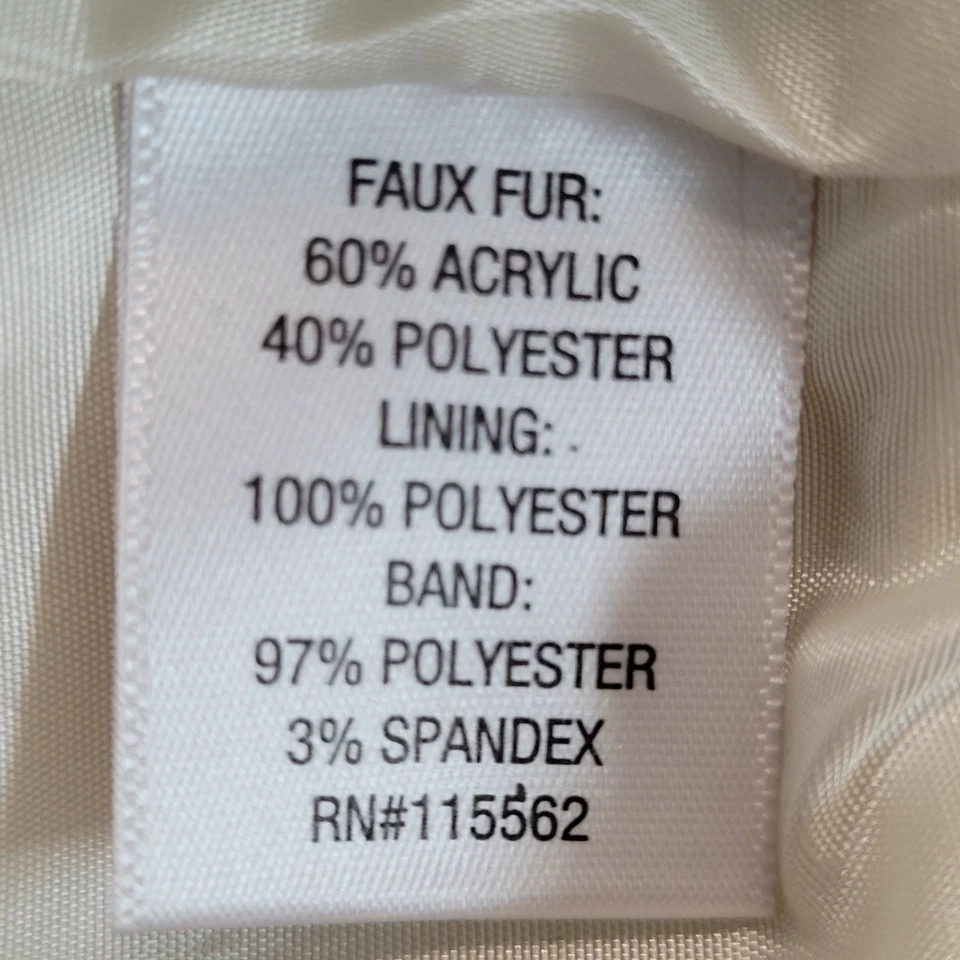 FAUX FUR:
60% ACRYLIC
40% POLYESTER
LINING:
100% POLYESTER
BAND:
97% POLYESTER
3% SPANDEX
RN#115562